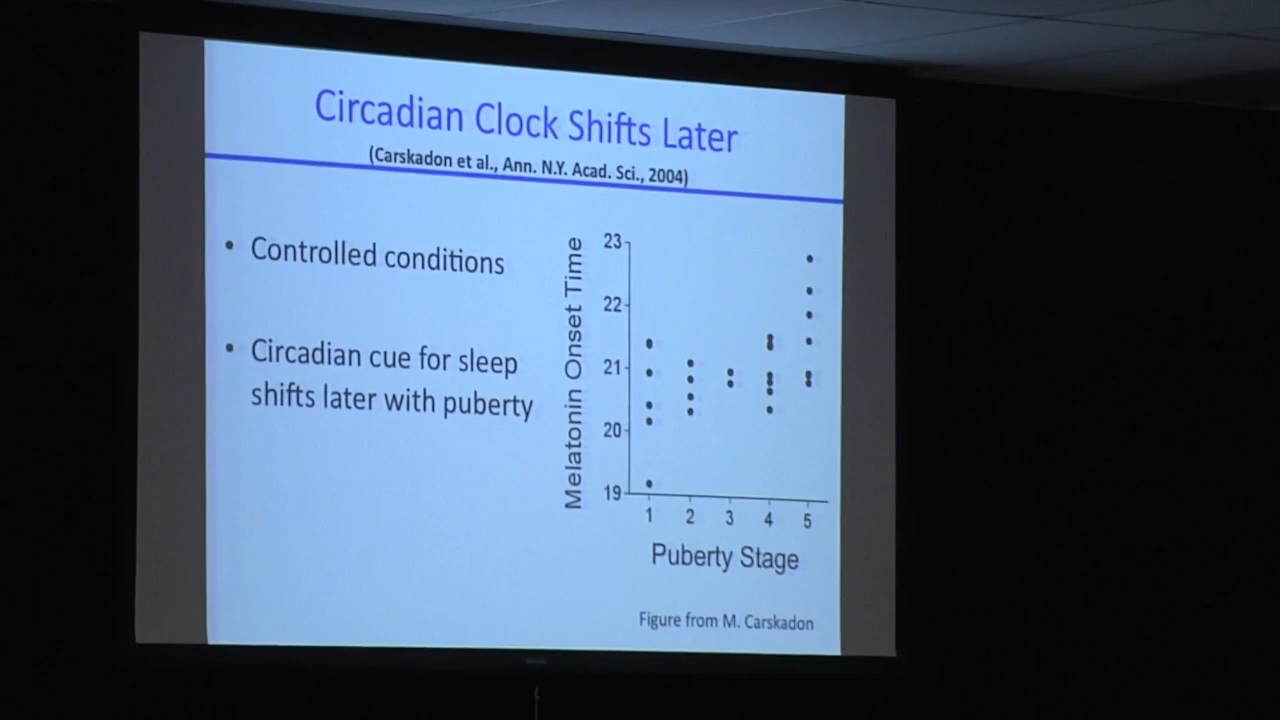 Circadian Clock Shifts Later
(Carskadon et al., Ann. N.Y. Acad. Sci., 2004)
• Controlled conditions
• Circadian cue for sleep
shifts later with puberty
Melatonin Onset Time
23
22
21
20
19
1 2 3 4 5
Puberty Stage
Figure from M. Carskadon